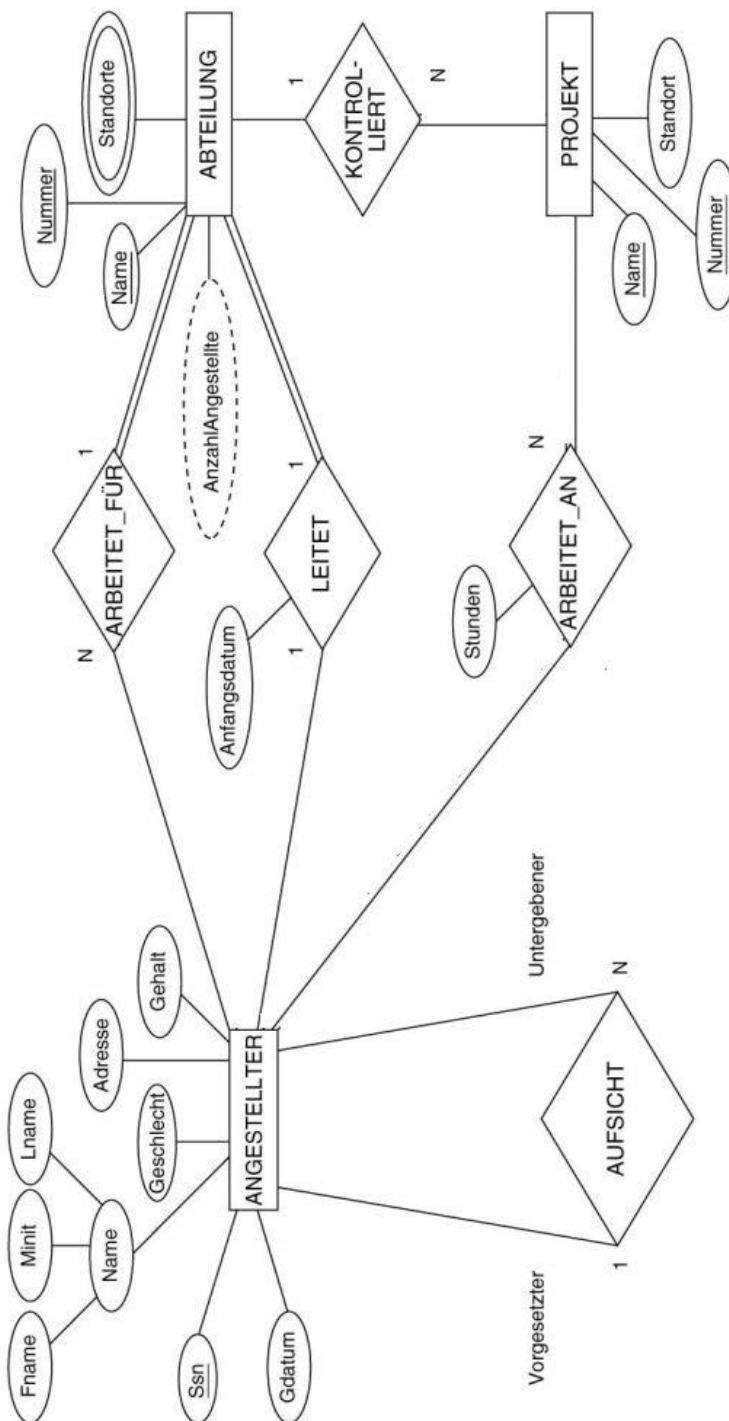 Fname
Minit
Lname
Nummer
N
1
ARBEITET_FÜR
Name
Adresse
Name
Standorte
Geschlecht
Gehalt
Ssn
AnzahlAngestellte
ABTEILUNG
Anfangsdatum
ANGESTELLTER
Gdatum
1
1
LEITET
1
KONTROL-
LIERT
N
Stunden
Vorgesetzter
Untergebener
N
ARBEITET_AN
PROJEKT
1
AUFSICHT
N
Name
Standort
Nummer